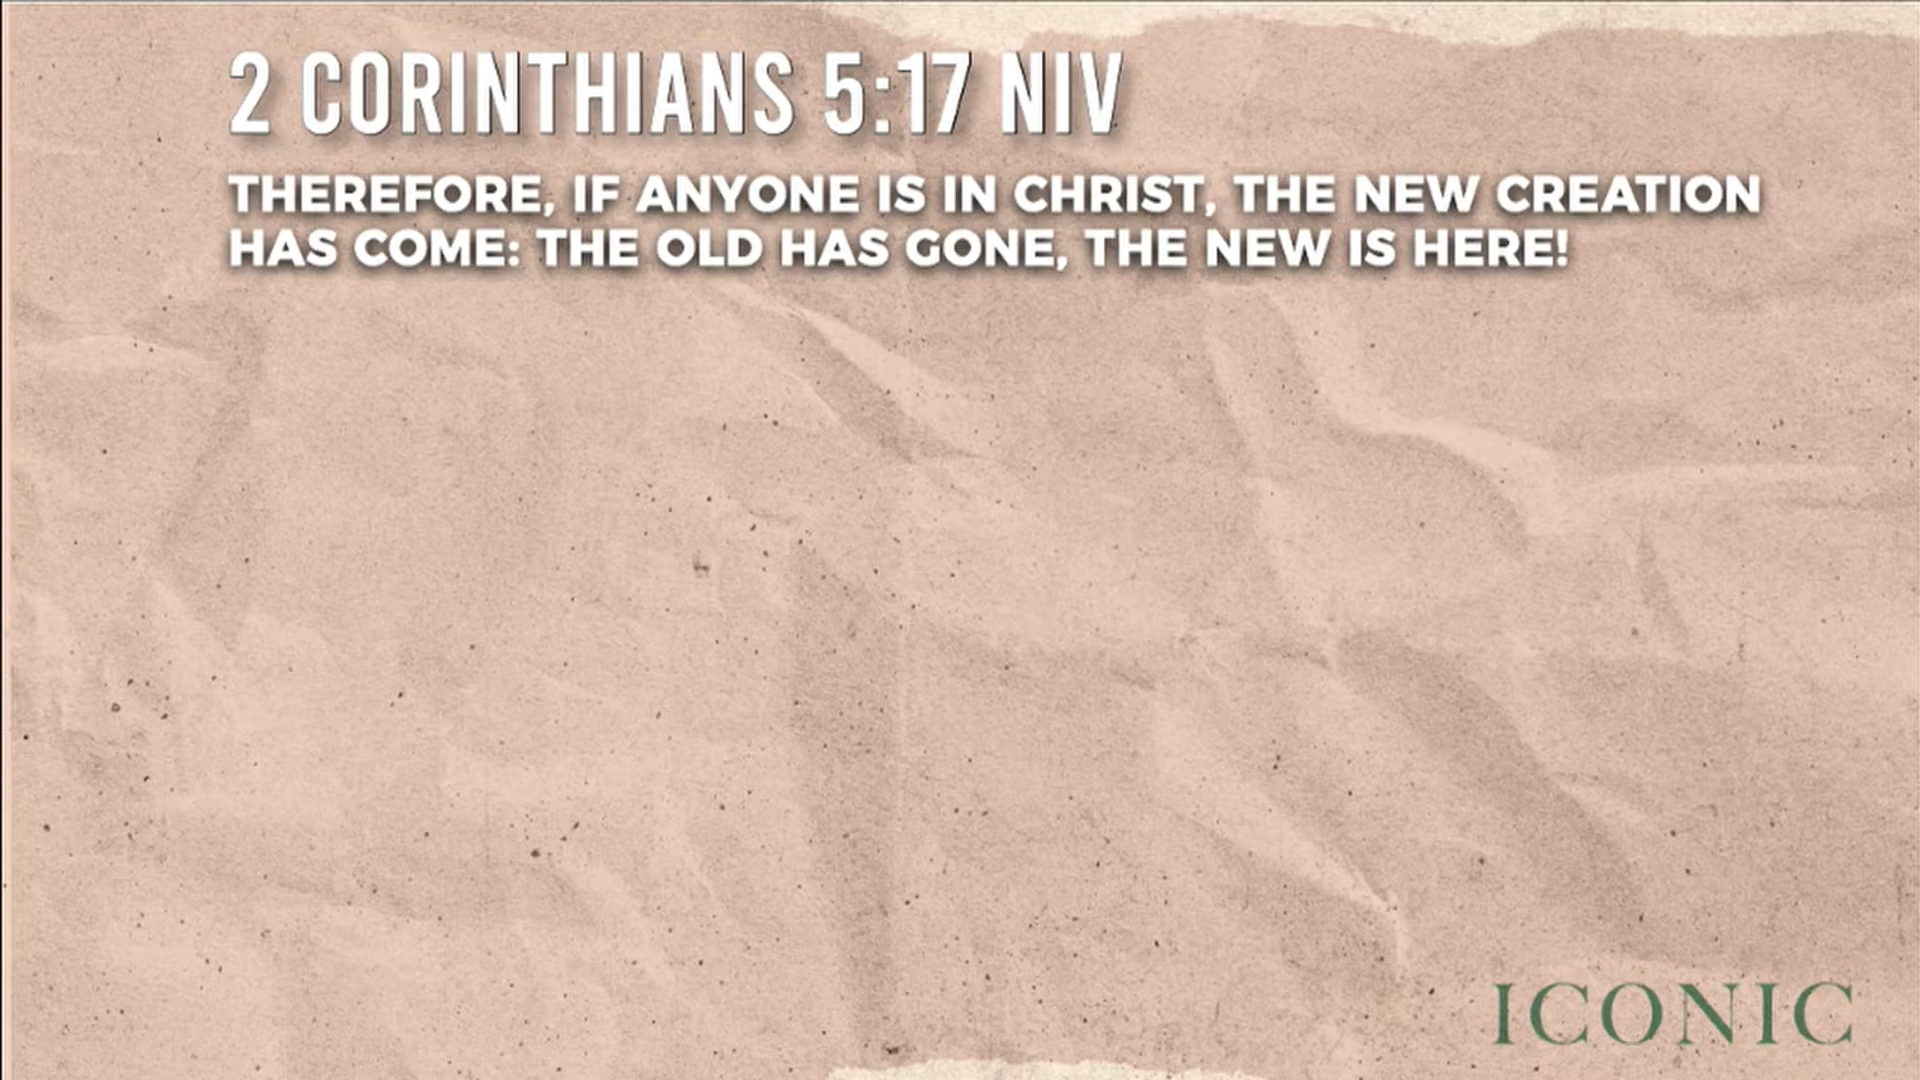 2 CORINTHIANS 5:17 NIV
THEREFORE, IF ANYONE IS IN CHRIST, THE NEW CREATION
HAS COME: THE OLD HAS GONE, THE NEW IS HERE!
ICONIC